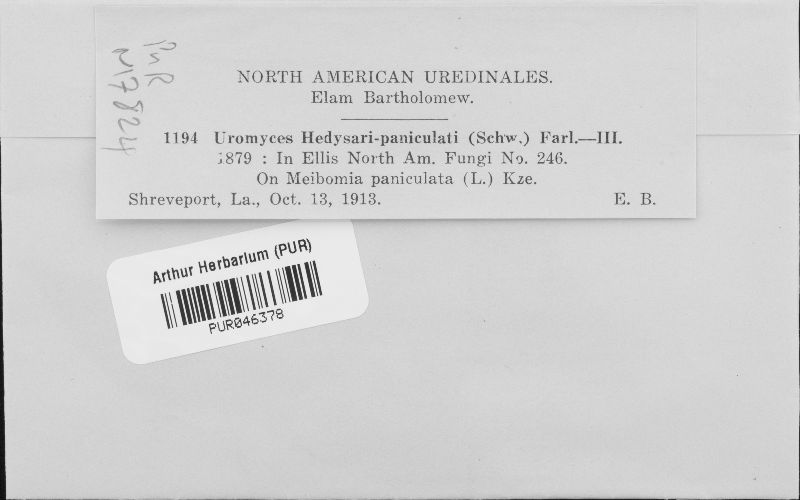 PUR
N17824
NORTH AMERICAN UREDINALES.
Elam Bartholomew.
1194 Uromyces Hedysari-paniculati (Schw.) Farl.—III.
1879 : In Ellis North Am. Fungi No. 246.
On Meibomia paniculata (L.) Kze.
Shreveport, La., Oct. 13, 1913. E. B.
Arthur Herbarium (PUR)
PUR046378